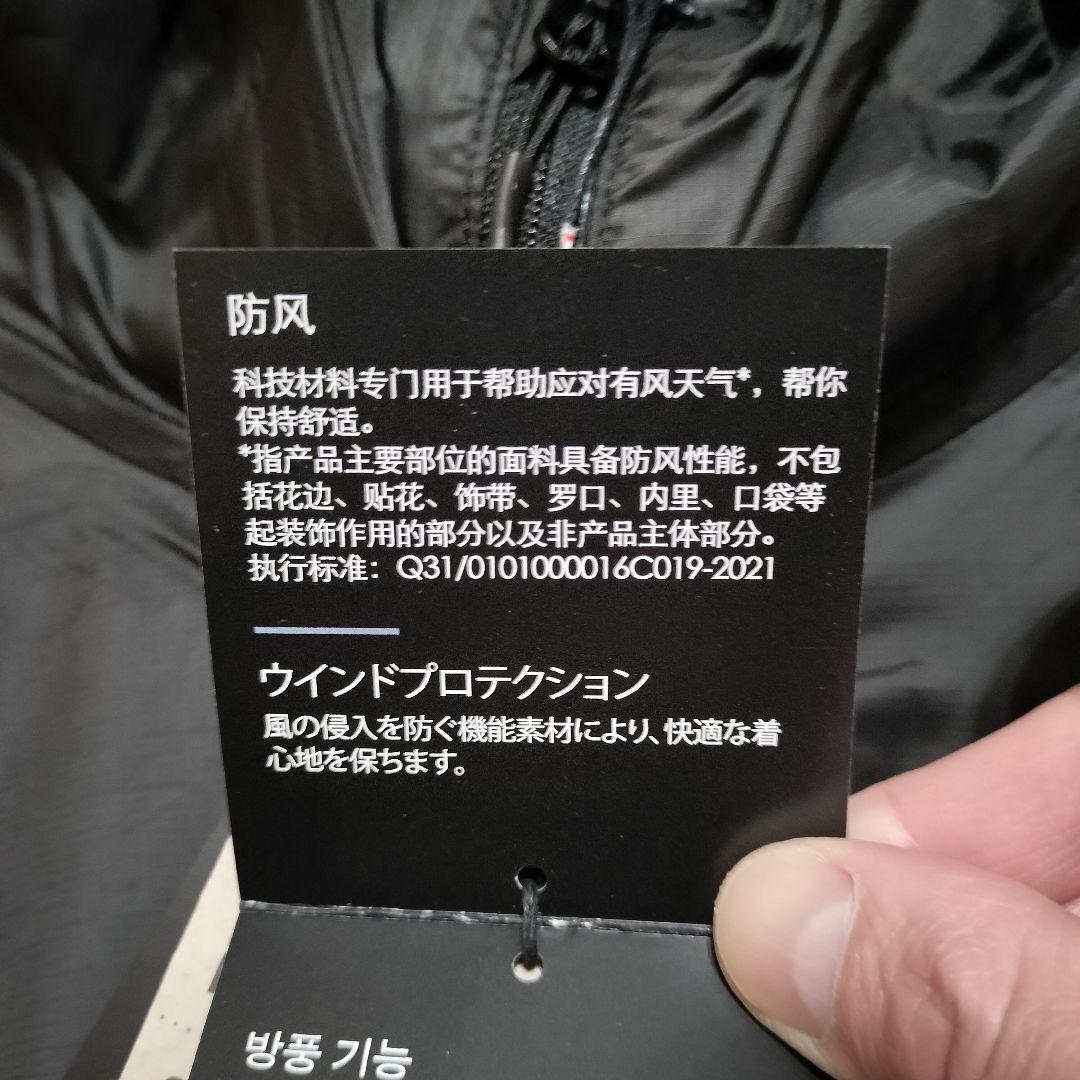 防风
科技材料专门用于帮助应对有风天气*，帮你
保持舒适。
*指产品主要部位的面料具备防风性能，不包
括花边、贴花、饰带、罗口、内里、口袋等
起装饰作用的部分以及非产品主体部分。
执行标准：Q31/0101000016C019-2021
ウインドプロテクション
風の侵入を防ぐ機能素材により、快適な着
心地を保ちます。
방풍 기능